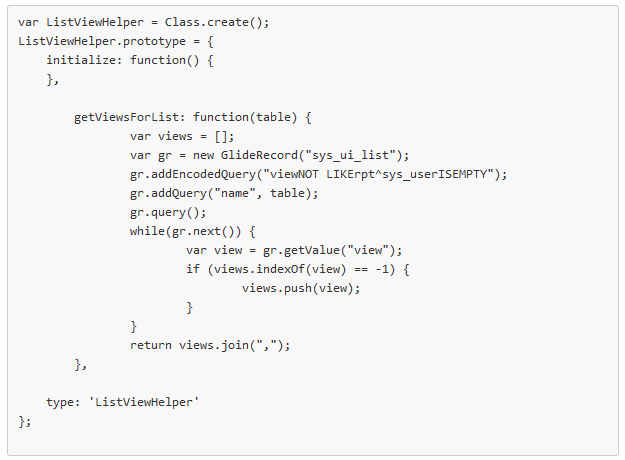 var ListViewHelper = Class.create();
ListViewHelper.prototype = {
    initialize: function() {
    },

        getViewsForList: function(table) {
                var views = [];
                var gr = new GlideRecord("sys_ui_list");
                gr.addEncodedQuery("viewNOT LIKErpt^sys_userISEMPTY");
                gr.addQuery("name", table);
                gr.query();
                while(gr.next()) {
                        var view = gr.getValue("view");
                        if (views.indexOf(view) == -1) {
                                views.push(view);
                        }
                }
                return views.join(",");
        },

    type: 'ListViewHelper'
};